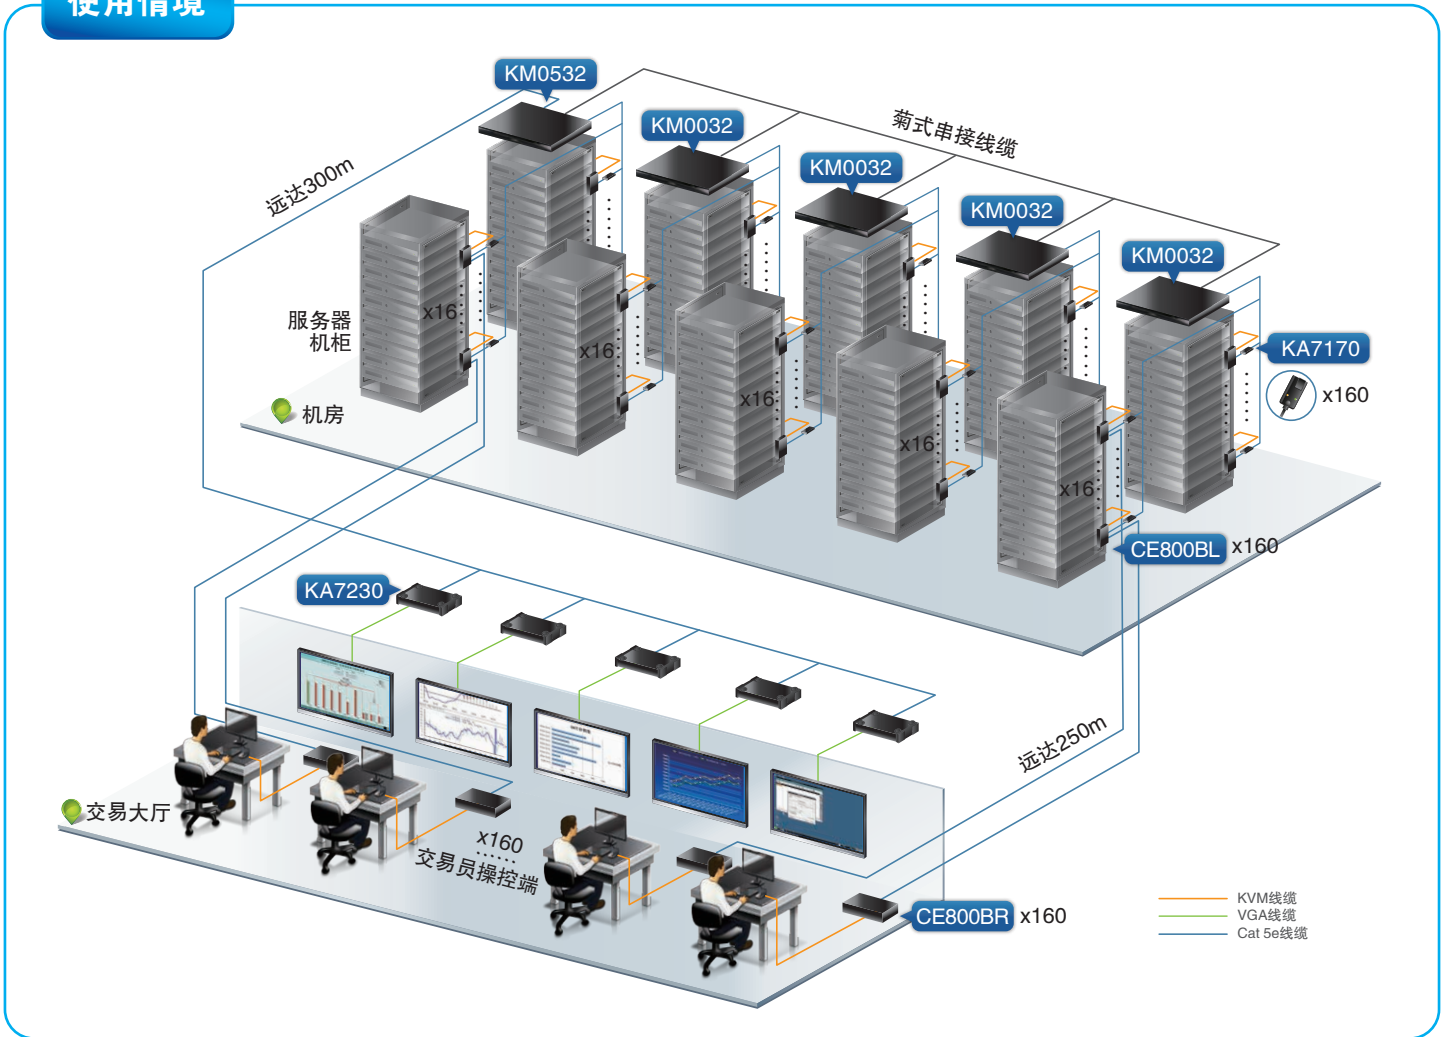 使用情境
KM0532
KM0032
KM0032
KM0032
KM0032
菊式串接线缆
远达300m
服务器
机柜
x16
x16
x16
x16
x16
KA7170
x160
机房
CE800BL x160
KA7230
远达250m
交易大厅
x160
......
交易员操控端
CE800BR x160
KVM线缆
VGA线缆
Cat 5e线缆